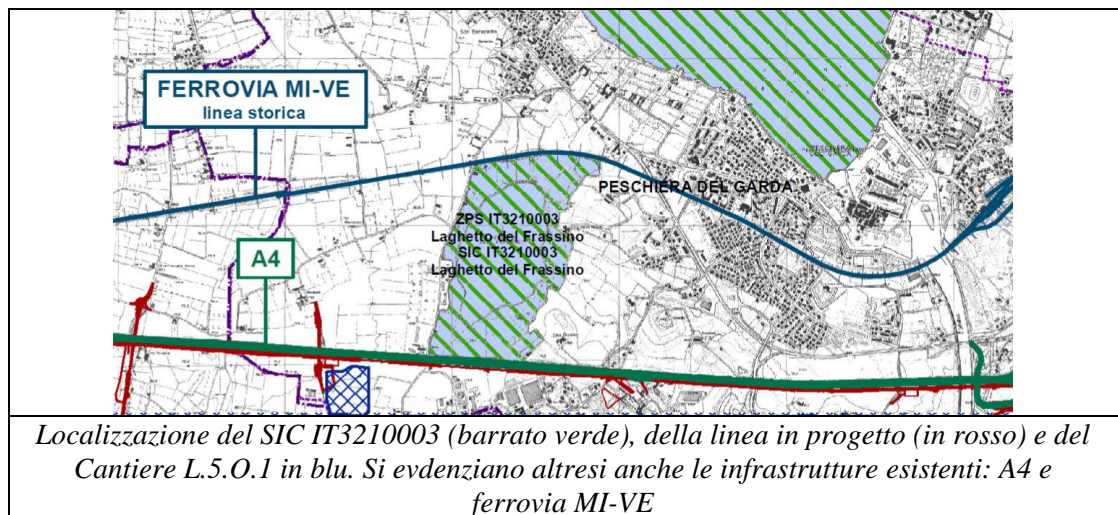 San Benedetto
FERROVIA MI-VE
linea storica
PESCHIERA DEL GARDA
ZPS IT3210003
Laghetto del Frassino
SIC IT3210003
Laghetto del Frassino
A4
Localizzazione del SIC IT3210003 (barrato verde), della linea in progetto (in rosso) e del
Cantiere L.5.O.1 in blu. Si evdenziano altresi anche le infrastrutture esistenti: A4 e
ferrovia MI-VE